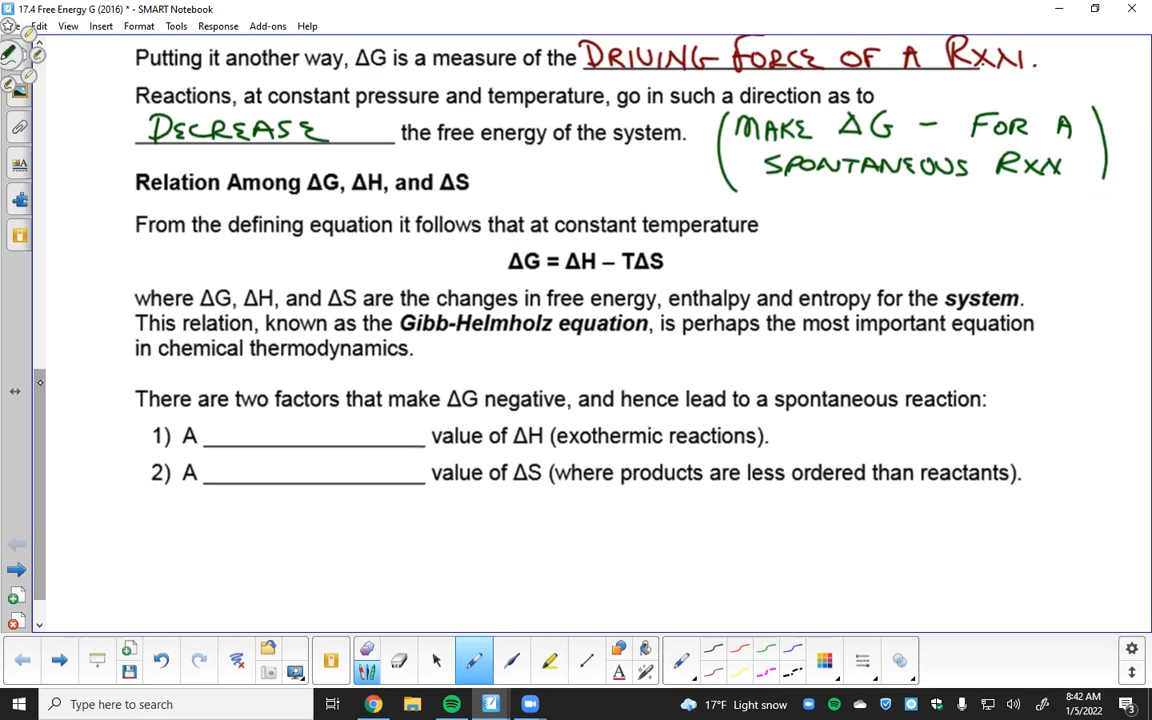 17.4 Free Energy G (2016) * - SMART Notebook
Edit View Insert Format Tools Response Add-ons Help
Putting it another way, ΔG is a measure of the DRIVING FORCE OF A RXN.
Reactions, at constant pressure and temperature, go in such a direction as to
DECREASE the free energy of the system. (MAKE ΔG - FOR A
SPONTANEOUS RXN)
Relation Among ΔG, ΔH, and ΔS
From the defining equation it follows that at constant temperature
ΔG = ΔH – TΔS
where ΔG, ΔH, and ΔS are the changes in free energy, enthalpy and entropy for the system.
This relation, known as the Gibb-Helmholz equation, is perhaps the most important equation
in chemical thermodynamics.
There are two factors that make ΔG negative, and hence lead to a spontaneous reaction:
1) A ____________________ value of ΔH (exothermic reactions).
2) A ____________________ value of ΔS (where products are less ordered than reactants).
Type here to search
17°F Light snow
8:42 AM
1/5/2022
3